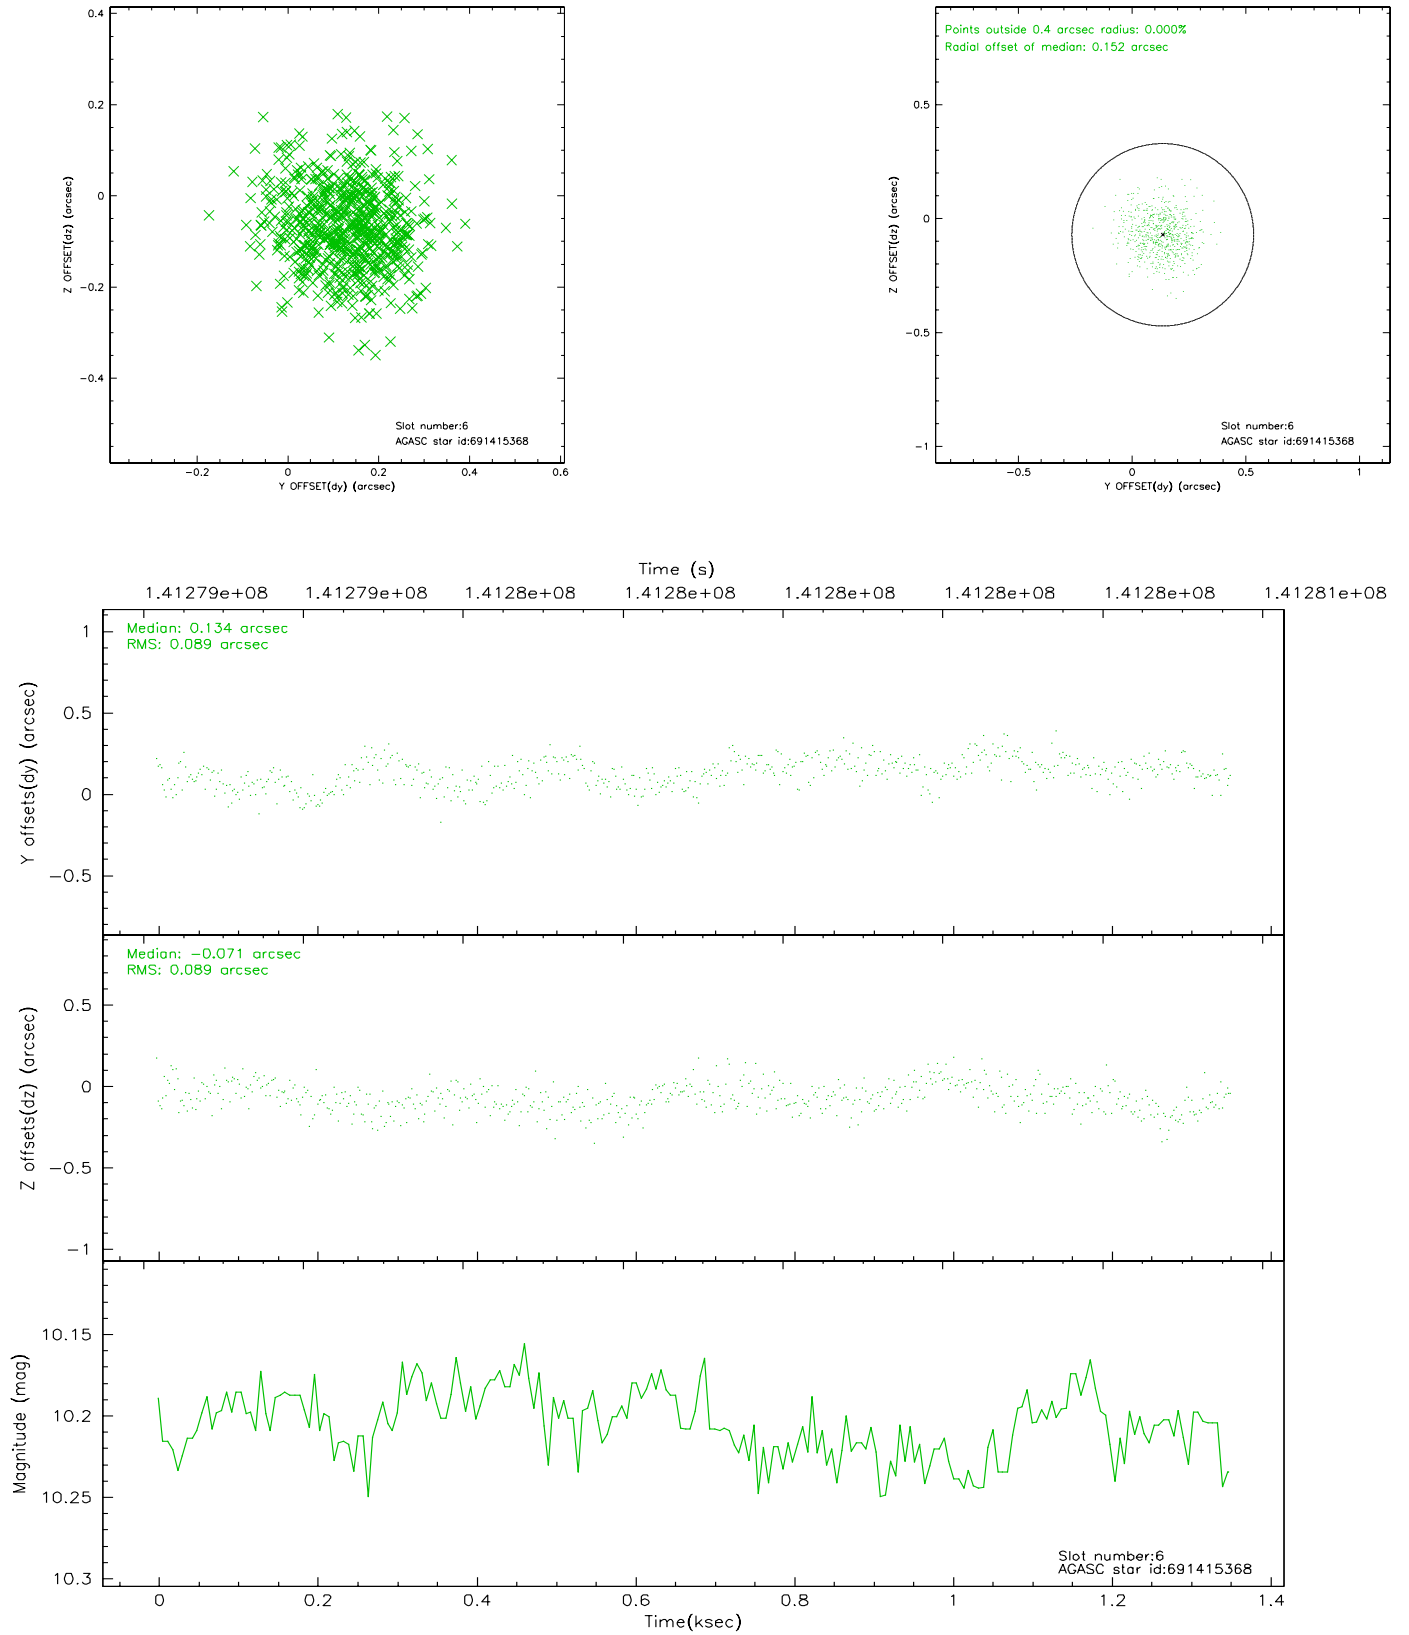 0.4
0.2
0
−0.2
−0.4
Z OFFSET(dz) (arcsec)
Slot number:6
AGASC star id:691415368
−0.2 0 0.2 0.4 0.6
Y OFFSET(dy) (arcsec)
Points outside 0.4 arcsec radius: 0.000%
Radial offset of median: 0.152 arcsec
0.5
0
−0.5
−1
Z OFFSET(dz) (arcsec)
Slot number:6
AGASC star id:691415368
−0.5 0 0.5 1
Y OFFSET(dy) (arcsec)
Time (s)
1.41279e+08 1.41279e+08 1.4128e+08 1.4128e+08 1.4128e+08 1.4128e+08 1.4128e+08 1.41281e+08
Median: 0.134 arcsec
RMS: 0.089 arcsec
1
0.5
0
−0.5
Y offsets(dy) (arcsec)
Median: −0.071 arcsec
RMS: 0.089 arcsec
0.5
0
−0.5
−1
Z offsets(dz) (arcsec)
10.15
10.2
10.25
10.3
Magnitude (mag)
Slot number:6
AGASC star id:691415368
0 0.2 0.4 0.6 0.8 1 1.2 1.4
Time(ksec)